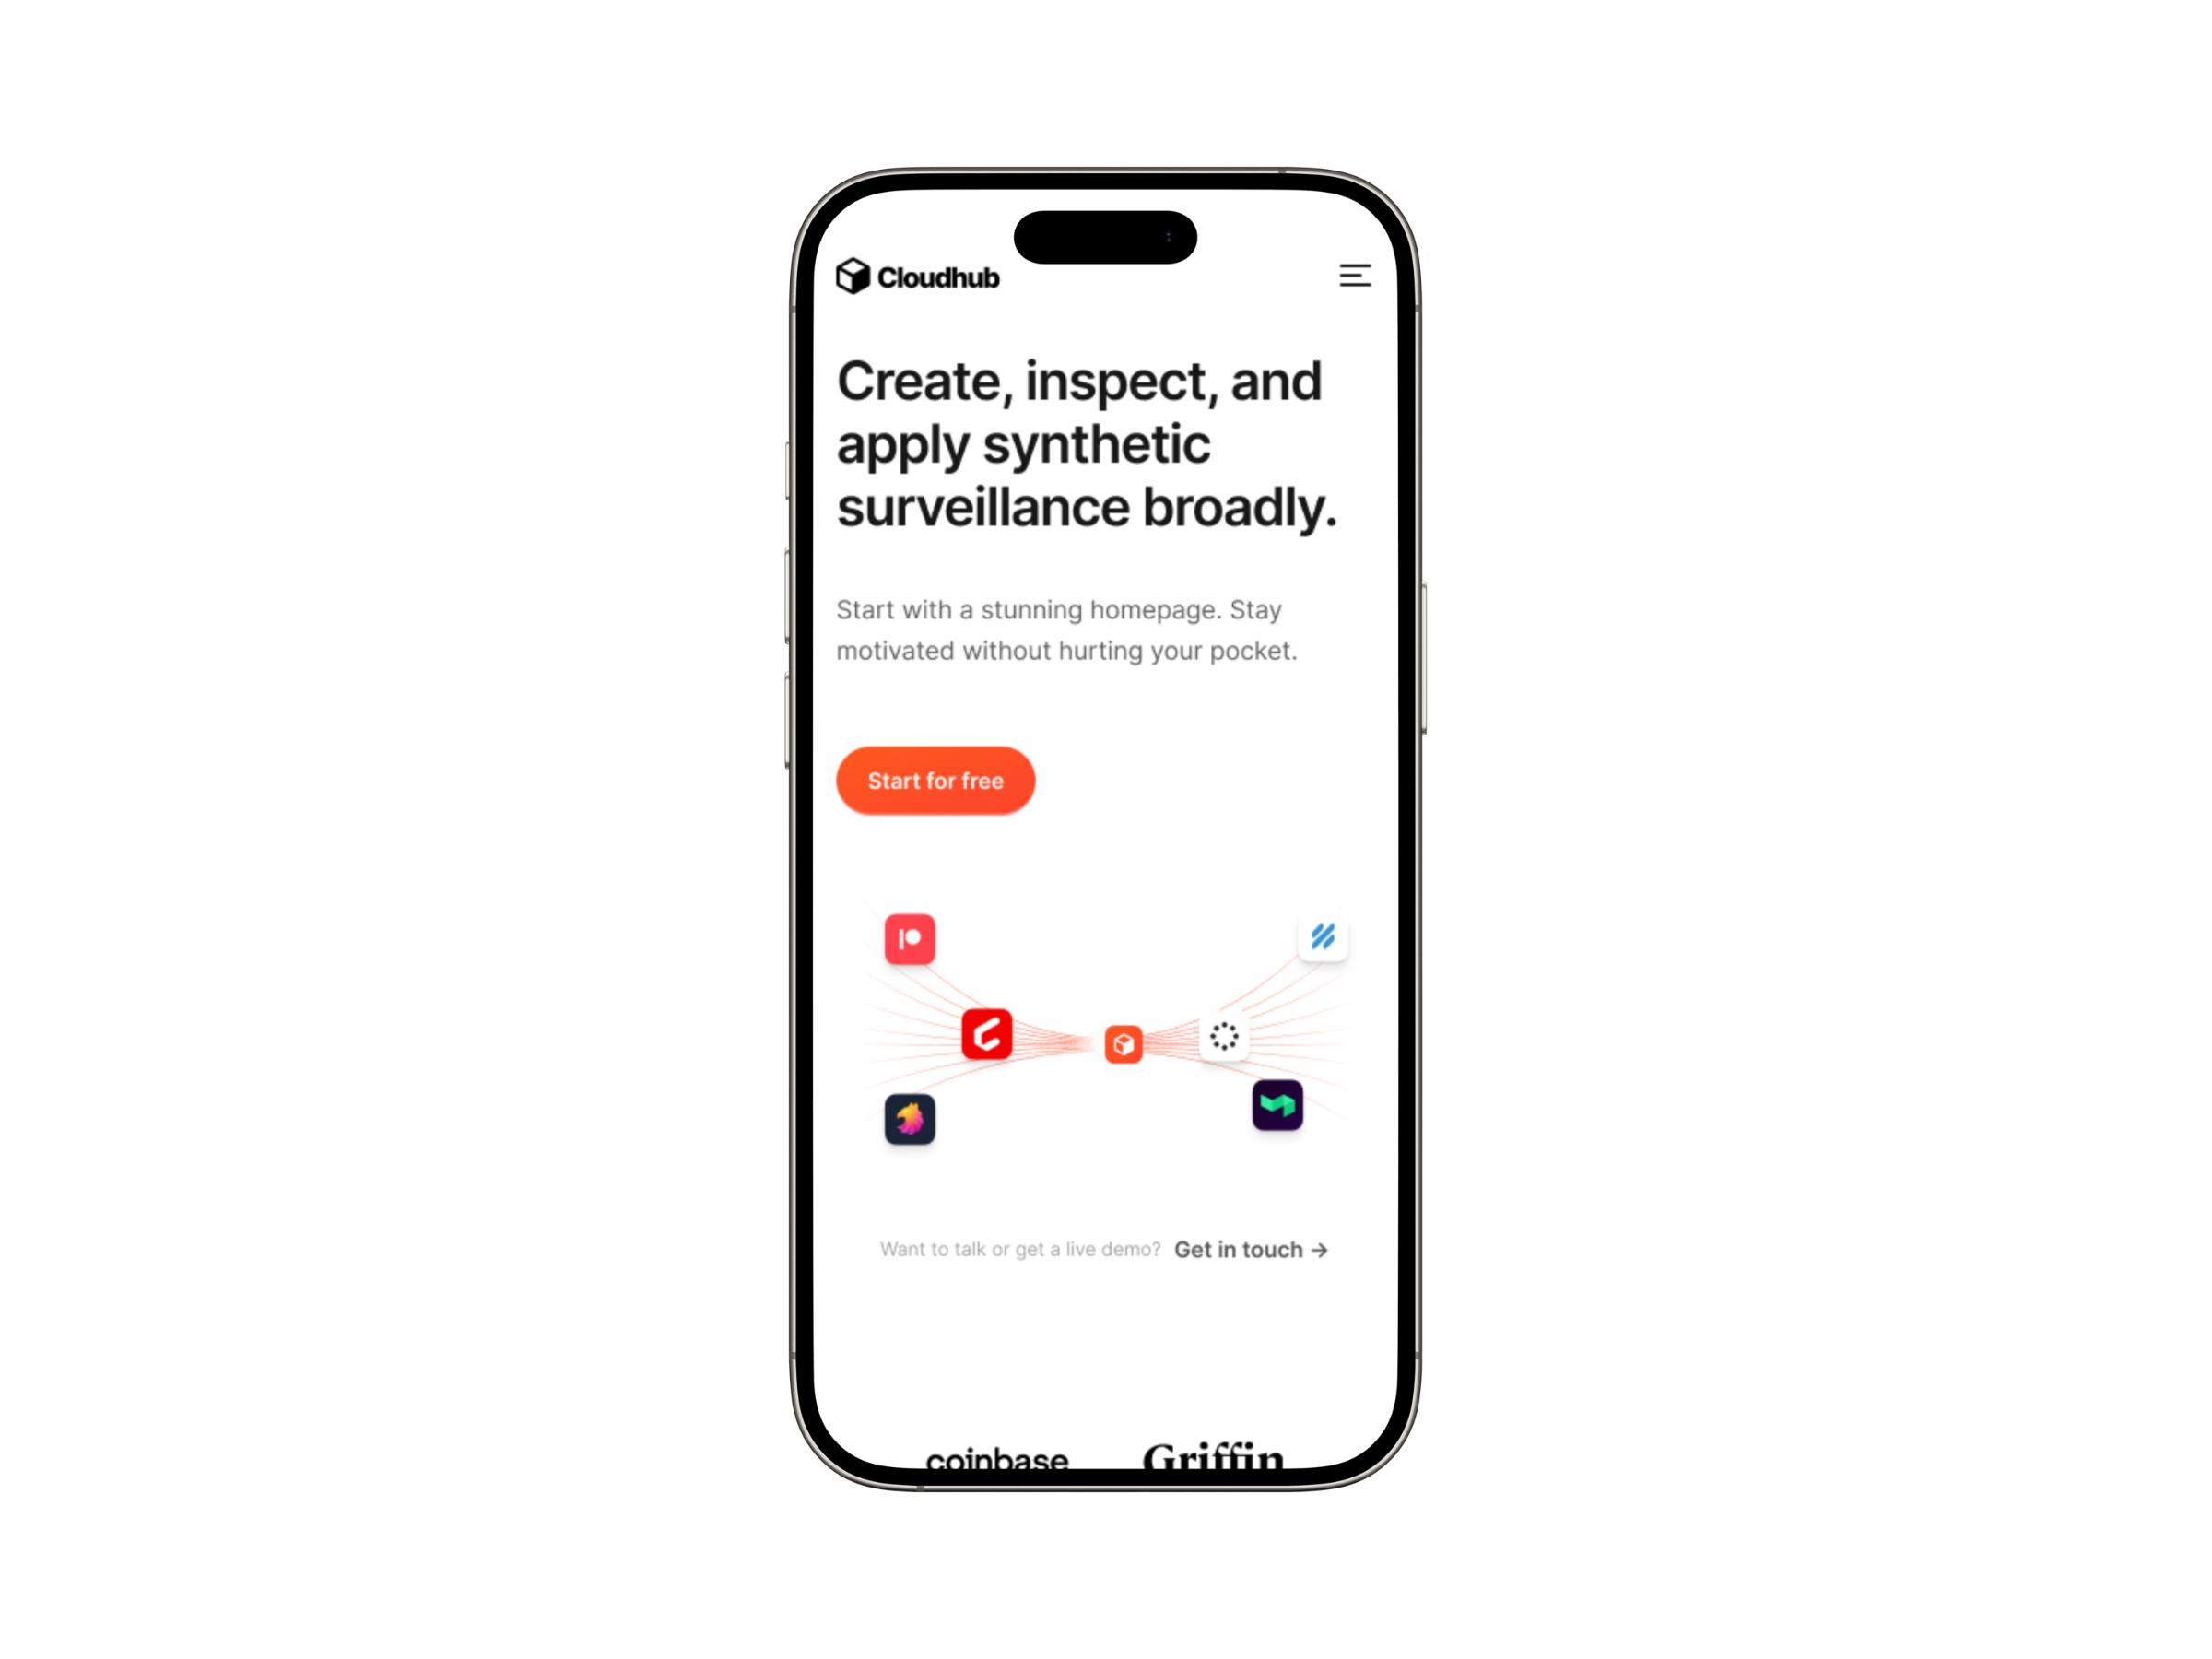 Cloudhub
Create, inspect, and
apply synthetic
surveillance broadly.
Start with a stunning homepage. Stay
motivated without hurting your pocket.
Start for free
Want to talk or get a live demo? Get in touch →
coinbase Griffin